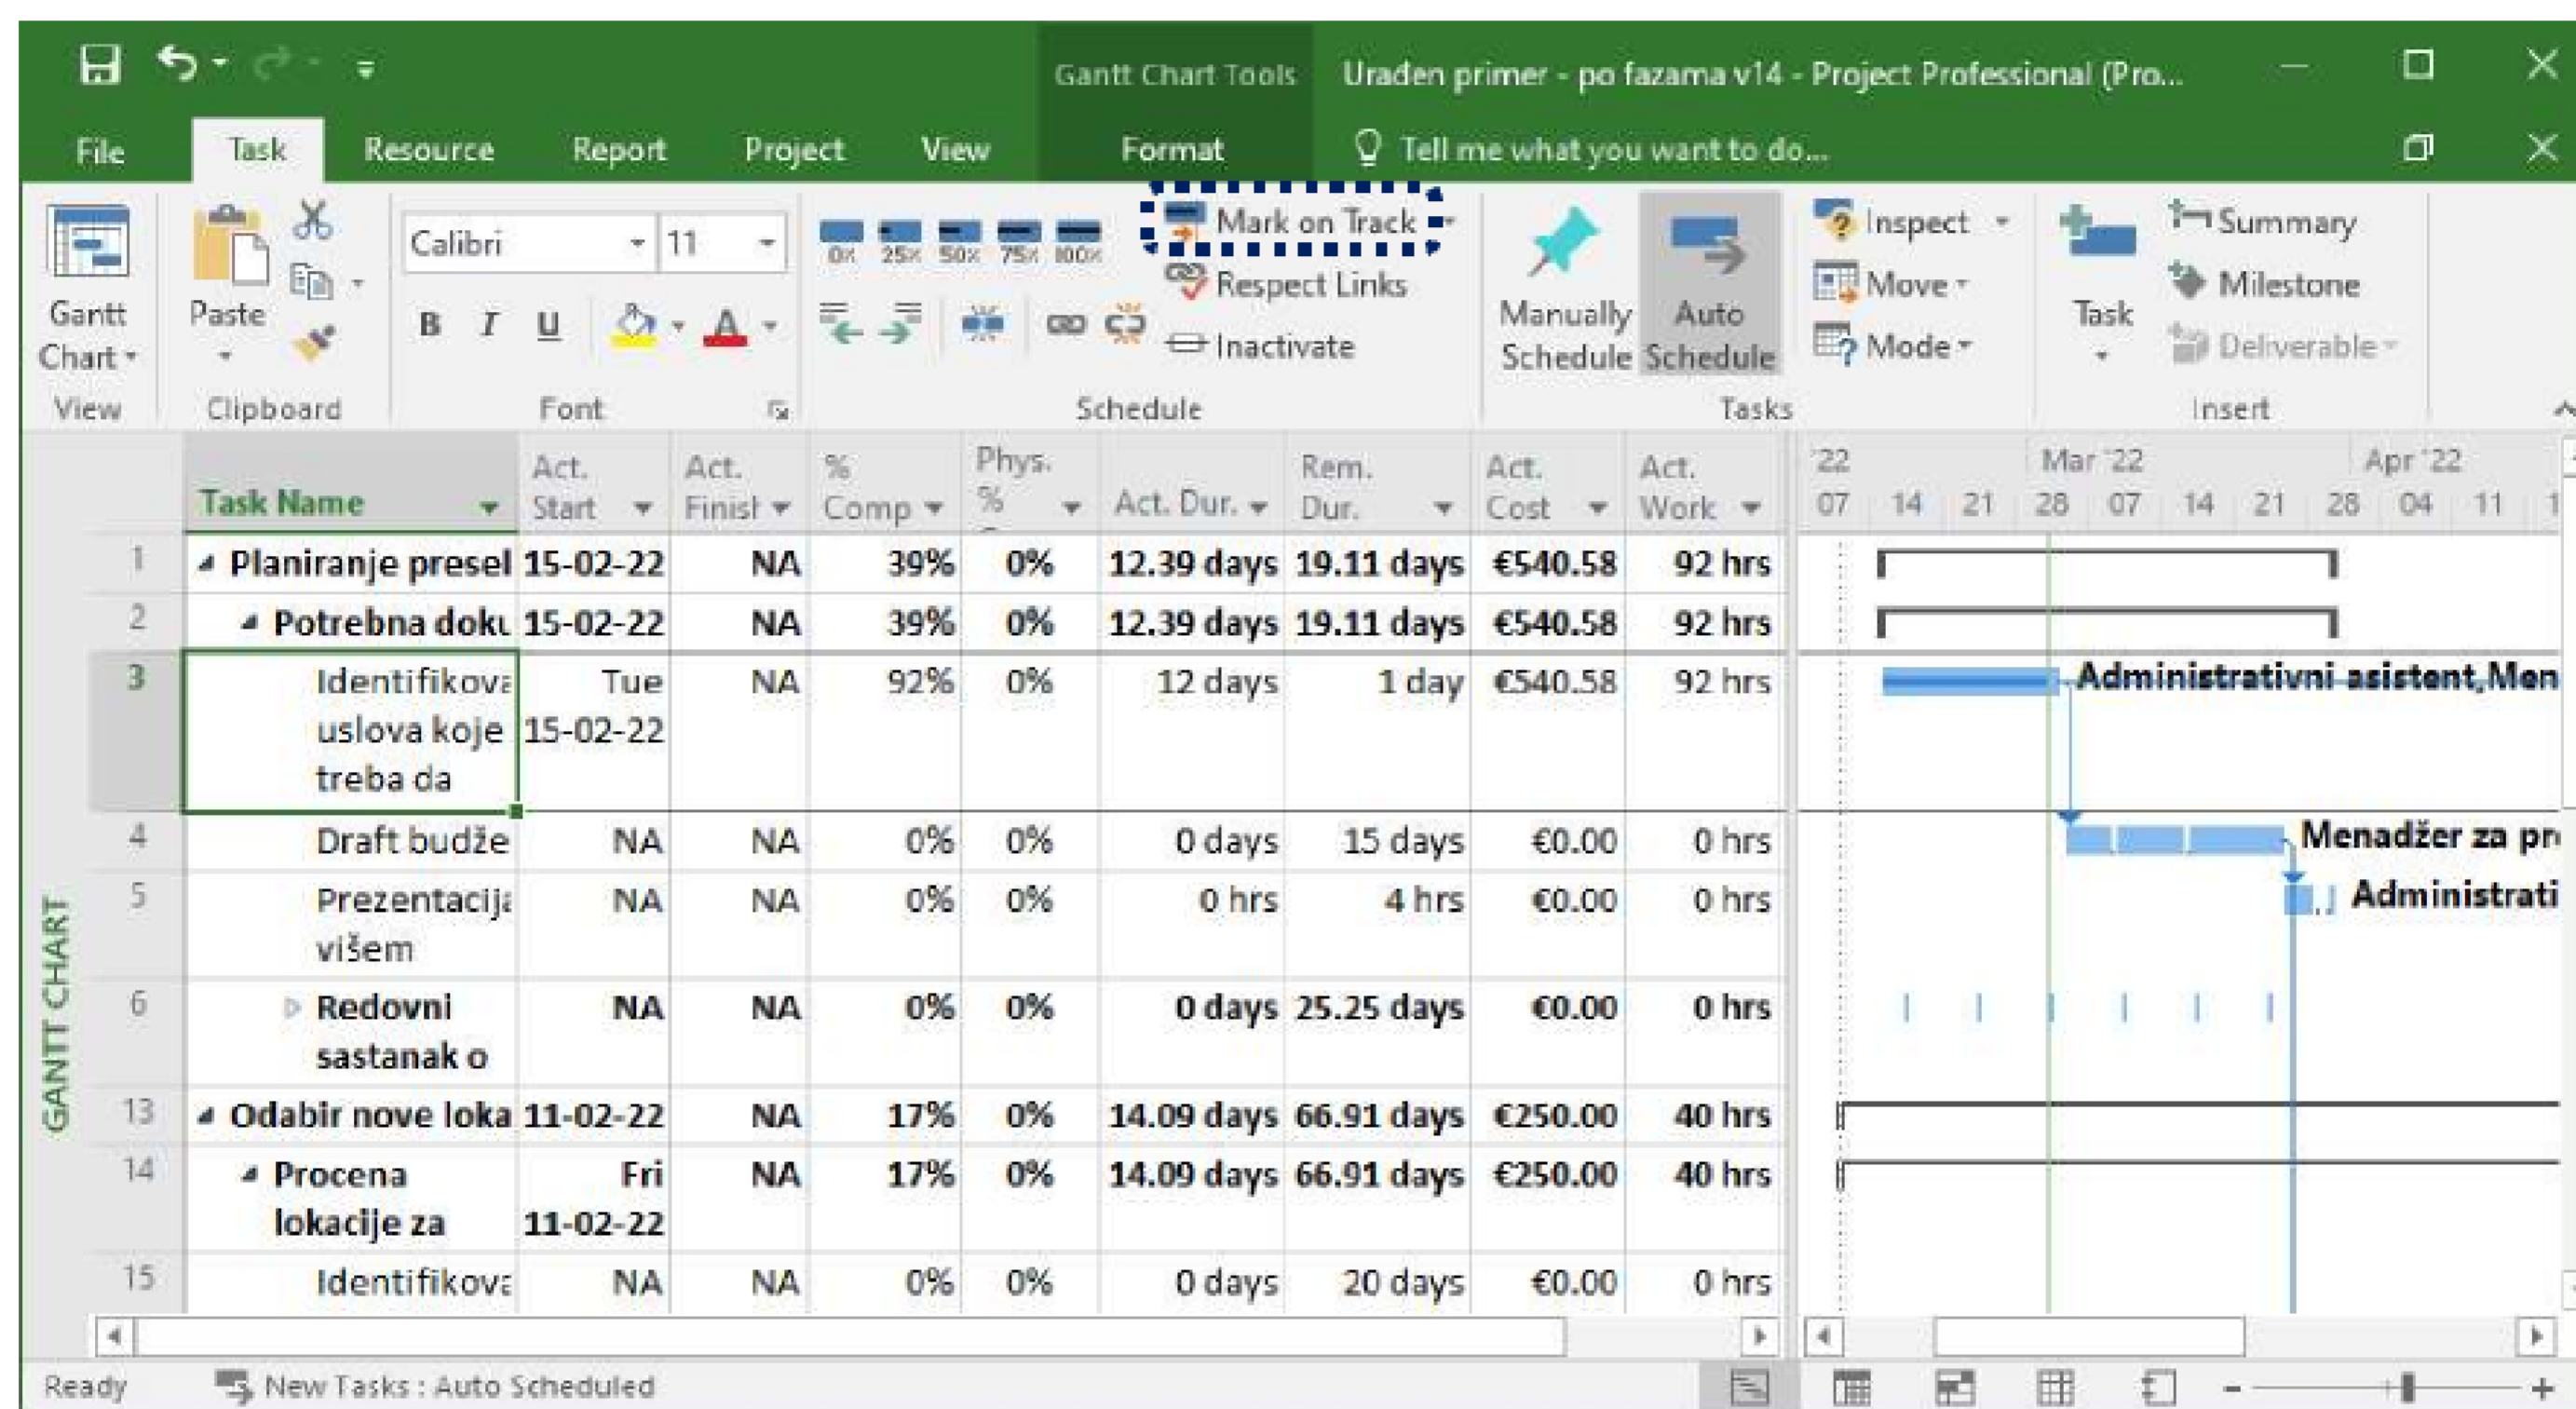 Gantt Chart Tools
Uraden primer - po fazama v14 - Project Professional (Pro...
File Task Resource Report Project View Format Tell me what you want to do...
Calibri 11
0% 25% 50% 75% 100%
Mark on Track
Respect Links
Inactivate
Gantt
Chart
Paste
B I U A
Manually
Schedule
Auto
Schedule
Inspect
Move
Mode
Task
Summary
Milestone
Deliverable
View Clipboard Font Schedule Tasks Insert
Task Name
Act.
Start
Act.
Finish
%
Comp
Phys.
%
Act. Dur.
Rem.
Dur.
Act.
Cost
Act.
Work
'22 Mar '22 Apr '22
07 14 21 28 07 14 21 28 04 11 1
1 Planiranje presel 15-02-22 NA 39% 0% 12.39 days 19.11 days €540.58 92 hrs
2 Potrebna doku 15-02-22 NA 39% 0% 12.39 days 19.11 days €540.58 92 hrs
3 Identifikova Tue NA 92% 0% 12 days 1 day €540.58 92 hrs
uslova koje 15-02-22
treba da
Administrativni asistent,Men
4 Draft budže NA NA 0% 0% 0 days 15 days €0.00 0 hrs
Menadžer za pr
5 Prezentacija NA NA 0% 0% 0 hrs 4 hrs €0.00 0 hrs
višem
Administrati
6 Redovni NA NA 0% 0% 0 days 25.25 days €0.00 0 hrs
sastanak o
13 Odabir nove loka 11-02-22 NA 17% 0% 14.09 days 66.91 days €250.00 40 hrs
14 Procena Fri NA 17% 0% 14.09 days 66.91 days €250.00 40 hrs
lokacije za 11-02-22
15 Identifikova NA NA 0% 0% 0 days 20 days €0.00 0 hrs
GANTT CHART
Ready New Tasks : Auto Scheduled